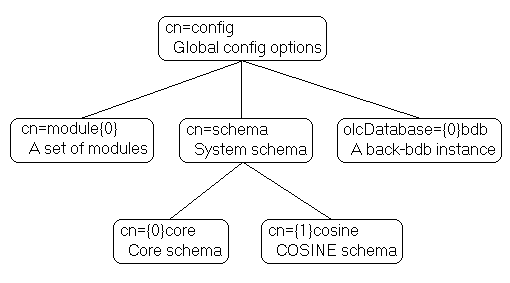 cn=config
Global config options
cn=module{0}
A set of modules
cn=schema
System schema
olcDatabase={0}bdb
A back-bdb instance
cn={0}core
Core schema
cn={1}cosine
COSINE schema